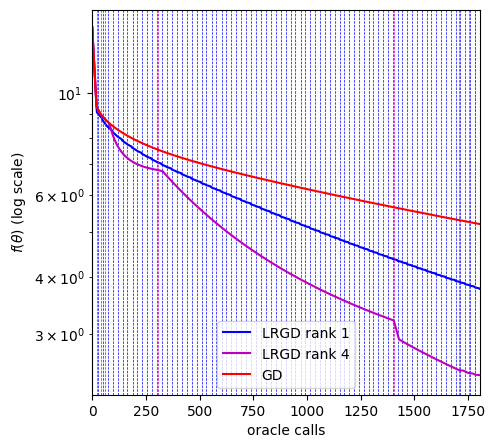 f(θ) (log scale)
10¹
6 × 10⁰
4 × 10⁰
3 × 10⁰
LRGD rank 1
LRGD rank 4
GD
0 250 500 750 1000 1250 1500 1750
oracle calls